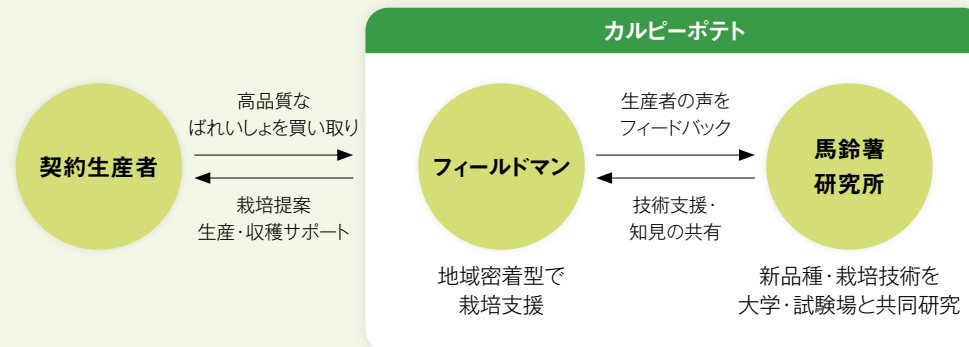 カルビーポテト
高品質な
ばれいしょを買い取り
契約生産者
栽培提案
生産・収穫サポート
フィールドマン
地域密着型で
栽培支援
生産者の声を
フィードバック
技術支援・
知見の共有
馬鈴薯
研究所
新品種・栽培技術を
大学・試験場と共同研究